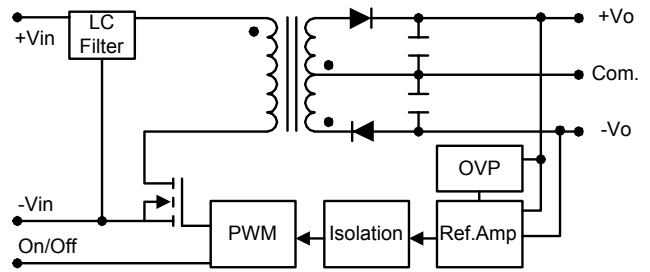 +Vin
LC
Filter
+Vo
Com.
-Vo
OVP
-Vin
On/Off
PWM
Isolation
Ref.Amp